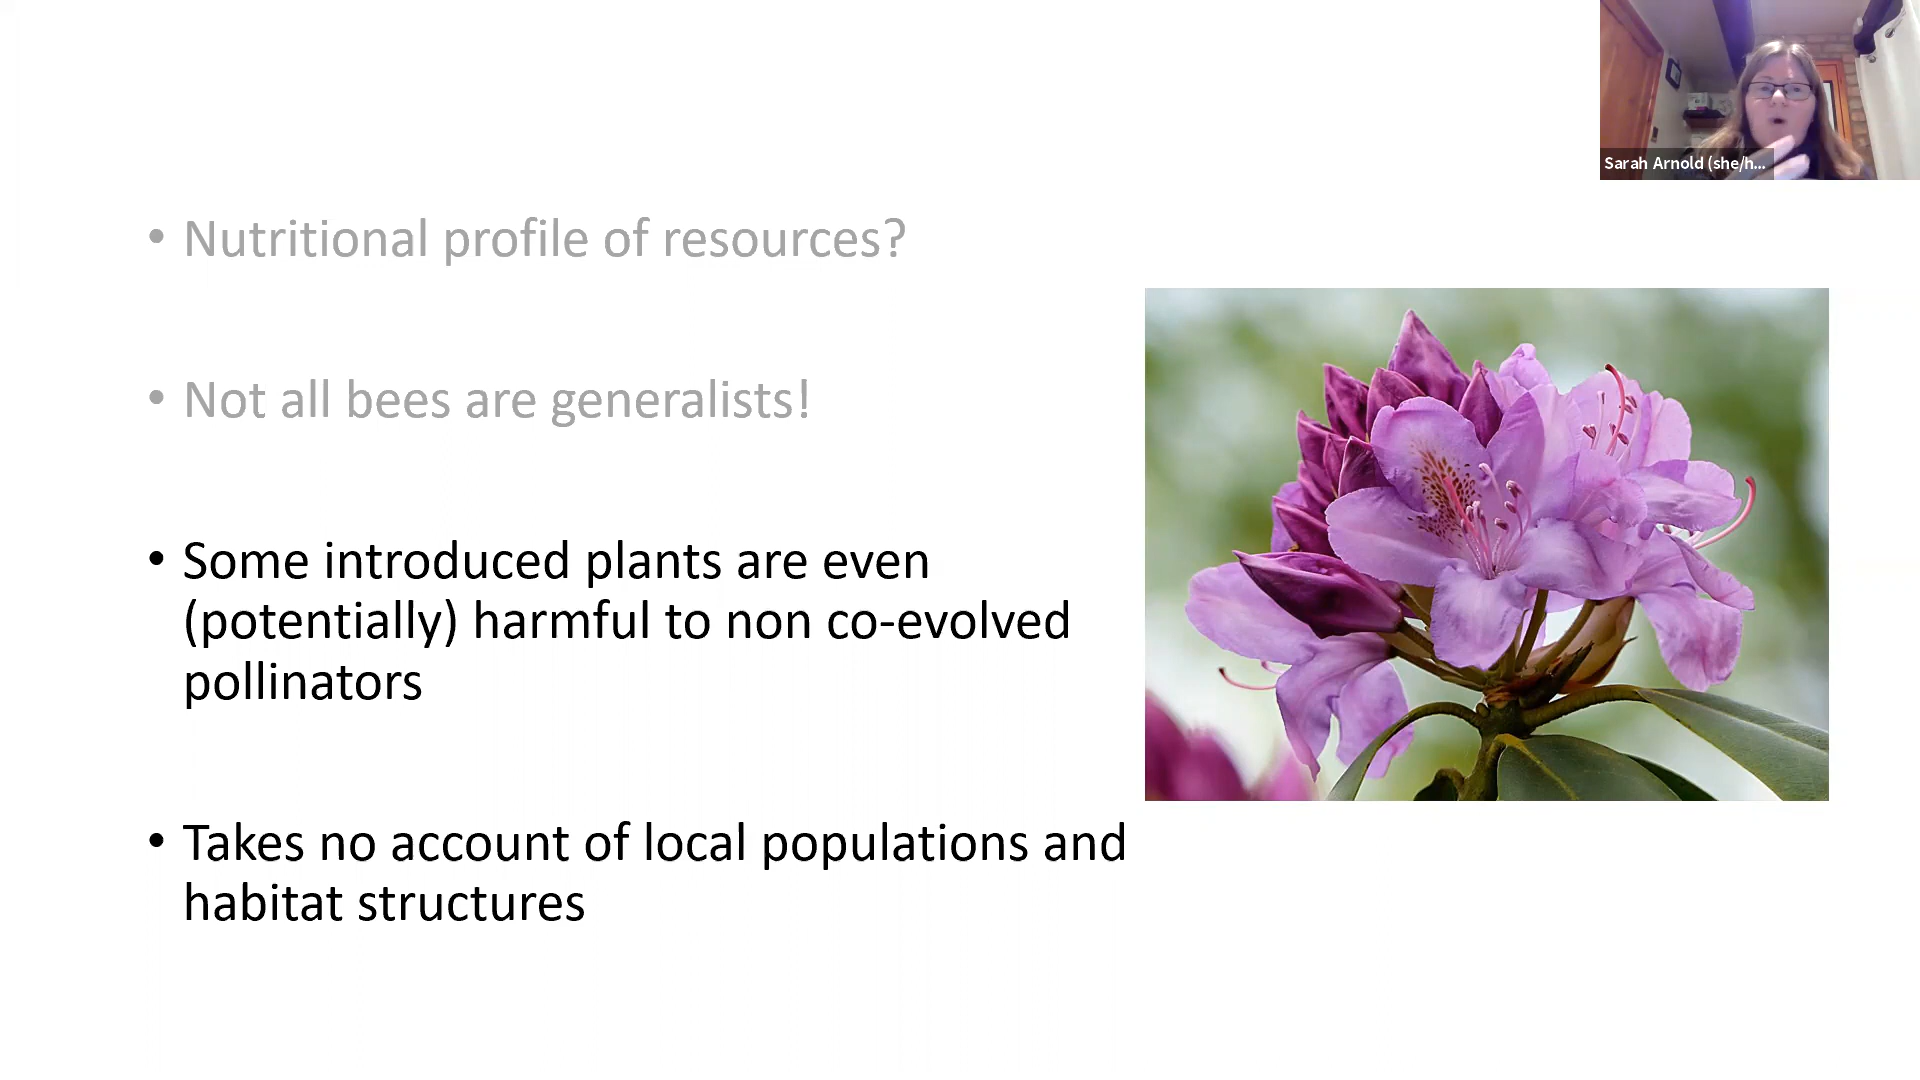 Sarah Arnold (she/h...
• Nutritional profile of resources?
• Not all bees are generalists!
• Some introduced plants are even
(potentially) harmful to non co-evolved
pollinators
• Takes no account of local populations and
habitat structures